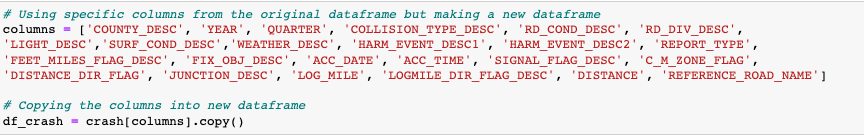 # Using specific columns from the original dataframe but making a new dataframe
columns = ['COUNTY_DESC', 'YEAR', 'QUARTER', 'COLLISION_TYPE_DESC', 'RD_COND_DESC', 'RD_DIV_DESC',
'LIGHT_DESC','SURF_COND_DESC','WEATHER_DESC', 'HARM_EVENT_DESC1', 'HARM_EVENT_DESC2', 'REPORT_TYPE',
'FEET_MILES_FLAG_DESC', 'FIX_OBJ_DESC', 'ACC_DATE', 'ACC_TIME', 'SIGNAL_FLAG_DESC', 'C_M_ZONE_FLAG',
'DISTANCE_DIR_FLAG', 'JUNCTION_DESC', 'LOG_MILE', 'LOGMILE_DIR_FLAG_DESC', 'DISTANCE', 'REFERENCE_ROAD_NAME']
# Copying the columns into new dataframe
df_crash = crash[columns].copy()